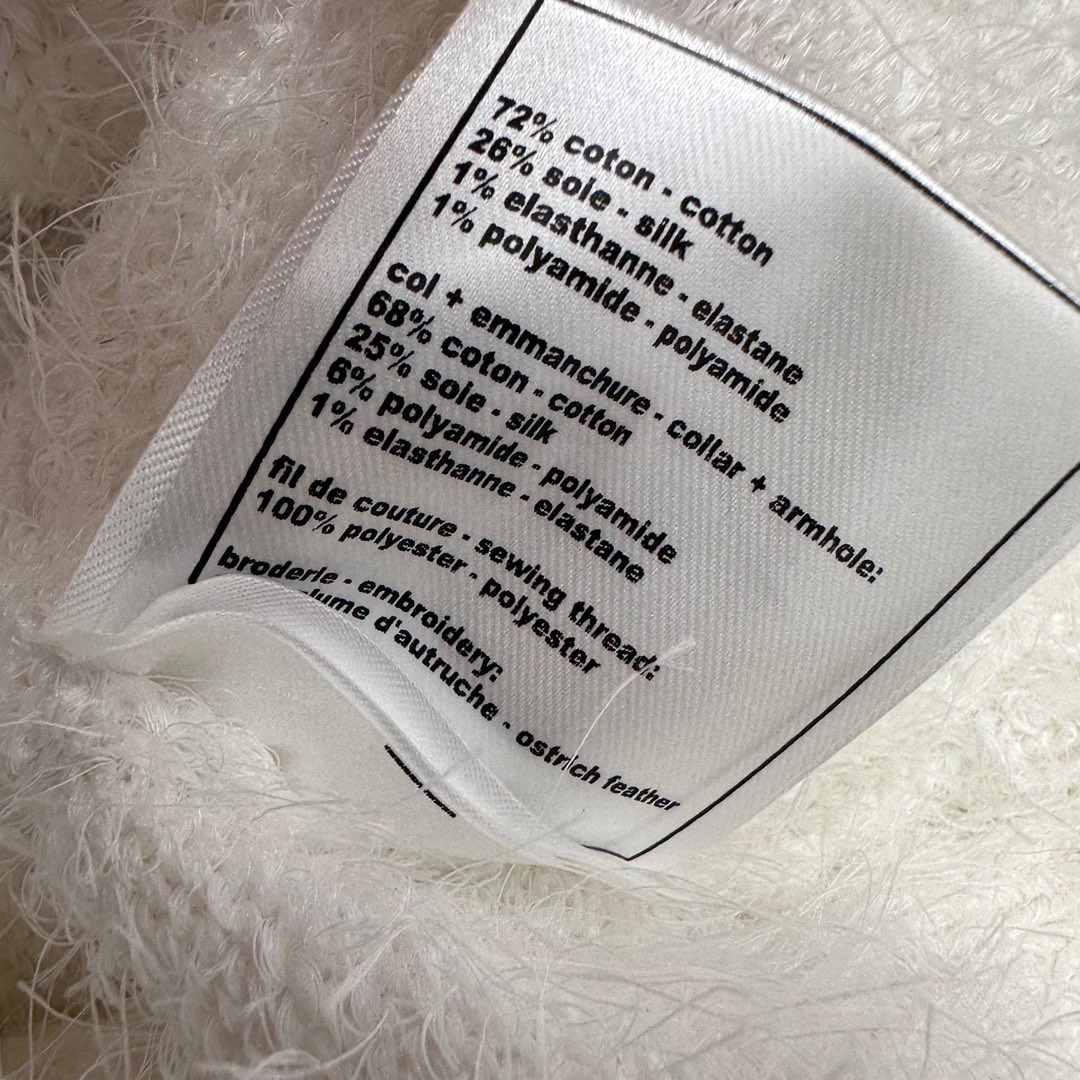 72% coton - cotton
26% soie - silk
1% elasthanne - elastane
1% polyamide - polyamide
col + emmanchure - collar + armhole:
68% coton - cotton
25% soie - silk
6% polyamide - polyamide
1% elasthanne - elastane
fil de couture - sewing thread:
100% polyester - polyester
broderie - embroidery:
d'autruche - ostrich feather